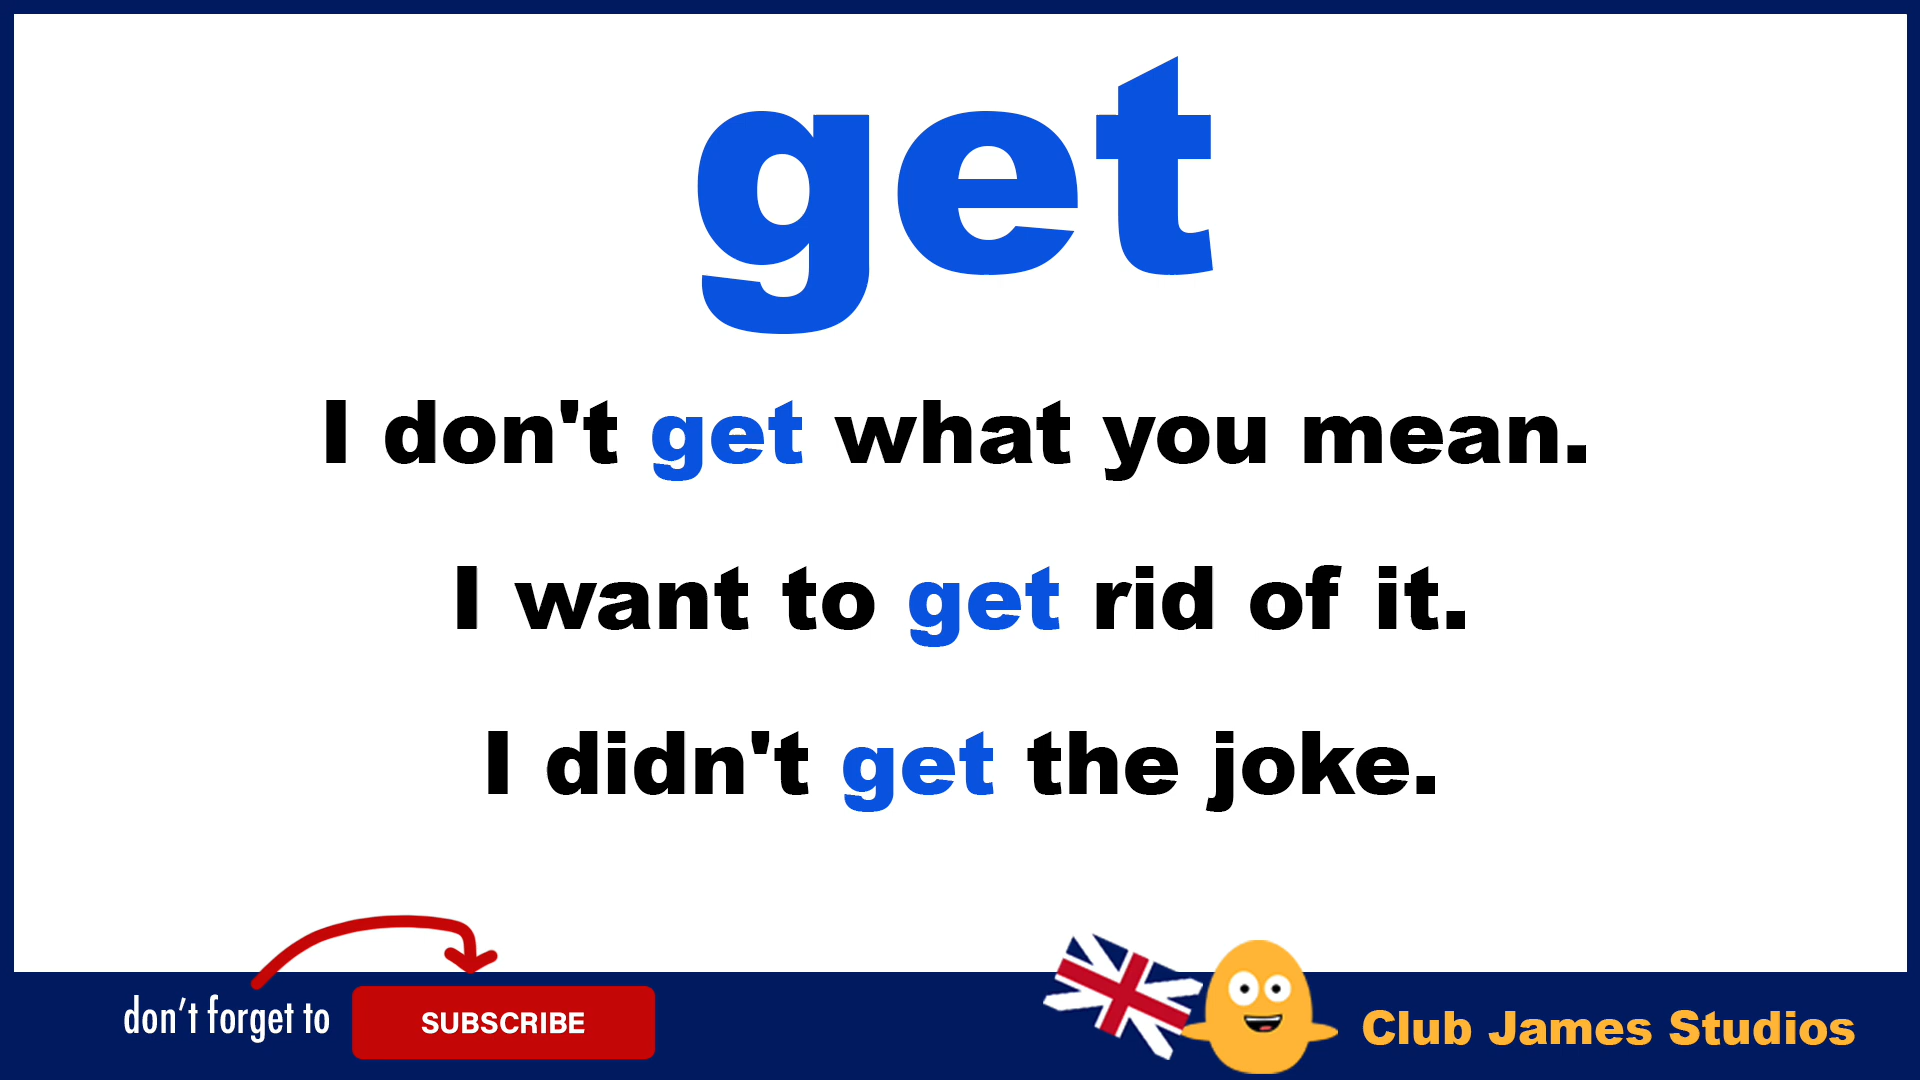 get
I don't get what you mean.
I want to get rid of it.
I didn't get the joke.
don't forget to SUBSCRIBE
Club James Studios